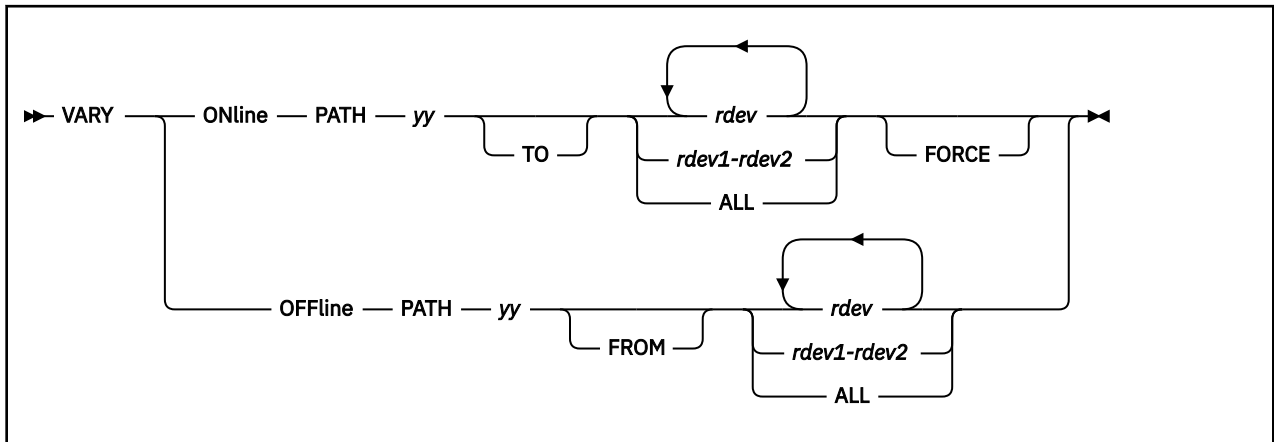 VARY ONline PATH yy TO rdev FORCE
rdev1-rdev2
ALL
OFFline PATH yy FROM rdev
rdev1-rdev2
ALL